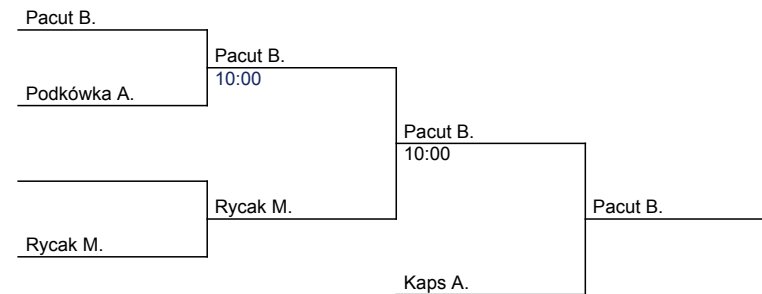 Pacut B.
Pacut B.
10:00
Podkówka A.
Pacut B.
10:00
Rycak M.
Pacut B.
Rycak M.
Kaps A.